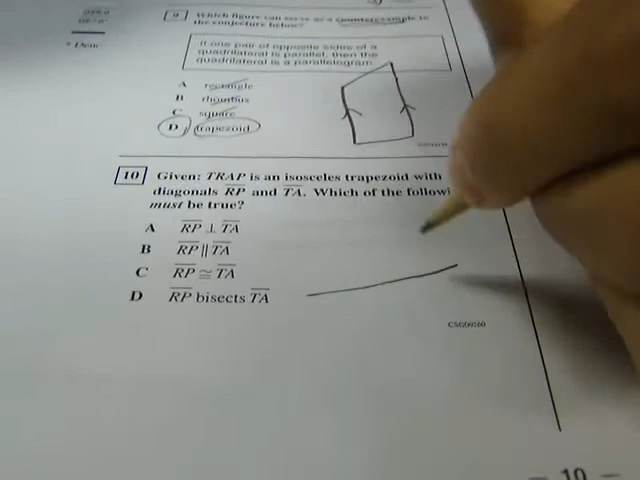 9 Which figure can serve as a counterexample to
the conjecture below?
If one pair of opposite sides of a
quadrilateral is parallel, then the
quadrilateral is a parallelogram.
A rectangle
B rhombus
C square
D trapezoid
10 Given: TRAP is an isosceles trapezoid with
diagonals RP and TA. Which of the followi
must be true?
A RP ⊥ TA
B RP || TA
C RP ≅ TA
D RP bisects TA
CSG00160
— 10 —